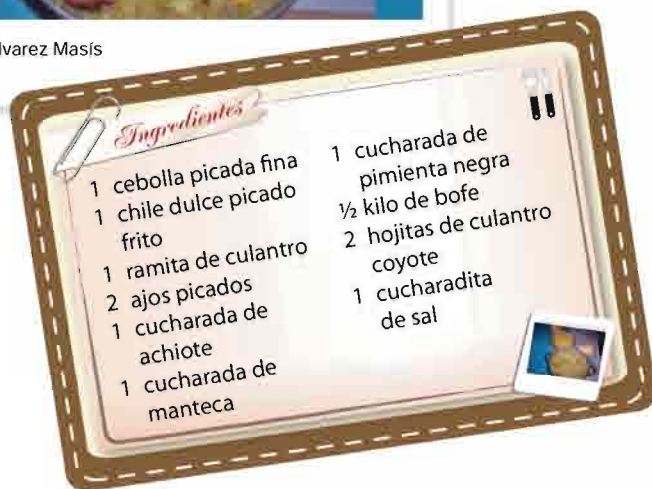 lvarez Masís
Ingredientes
1 cebolla picada fina
1 chile dulce picado
frito
1 ramita de culantro
2 ajos picados
1 cucharada de
achiote
1 cucharada de
manteca
1 cucharada de
pimienta negra
½ kilo de bofe
2 hojitas de culantro
coyote
1 cucharadita
de sal